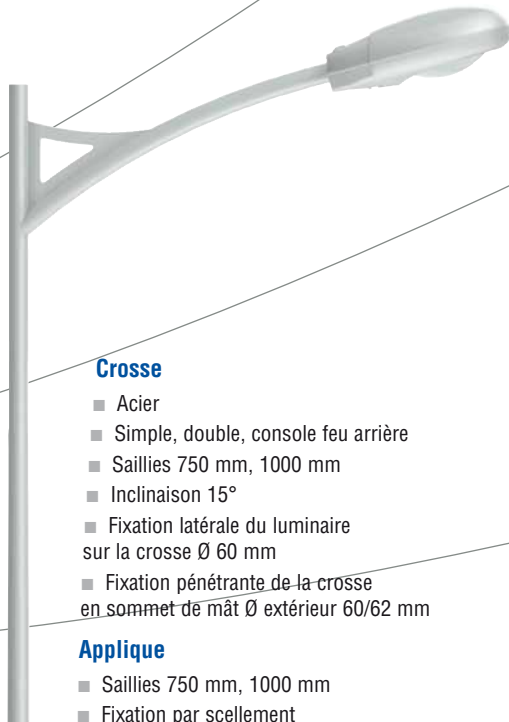 Crosse
■ Acier
■ Simple, double, console feu arrière
■ Saillies 750 mm, 1000 mm
■ Inclinaison 15°
■ Fixation latérale du luminaire
sur la crosse Ø 60 mm
■ Fixation pénétrante de la crosse
en sommet de mât Ø extérieur 60/62 mm
Applique
■ Saillies 750 mm, 1000 mm
■ Fixation par scellement